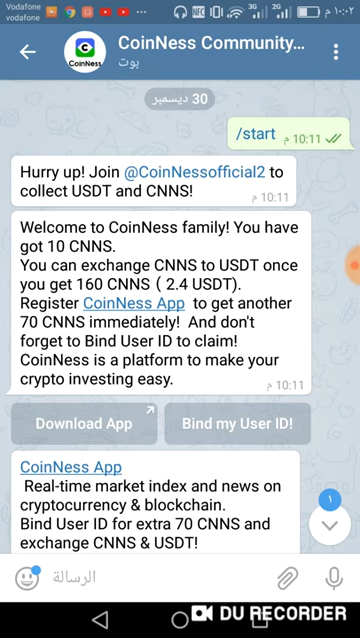 Vodafone
vodafone
3G
2G
١٠:٠٢ م
CoinNess Community...
CoinNess
بوت
30 ديسمبر
/start
10:11 م
Hurry up! Join @CoinNessofficial2 to
collect USDT and CNNS!
10:11 م
Welcome to CoinNess family! You have
got 10 CNNS.
You can exchange CNNS to USDT once
you get 160 CNNS ( 2.4 USDT).
Register CoinNess App to get another
70 CNNS immediately! And don't
forget to Bind User ID to claim!
CoinNess is a platform to make your
crypto investing easy.
10:11 م
Download App
Bind my User ID!
CoinNess App
Real-time market index and news on
cryptocurrency & blockchain.
Bind User ID for extra 70 CNNS and
exchange CNNS & USDT!
١
الرسالة
DU RECORDER